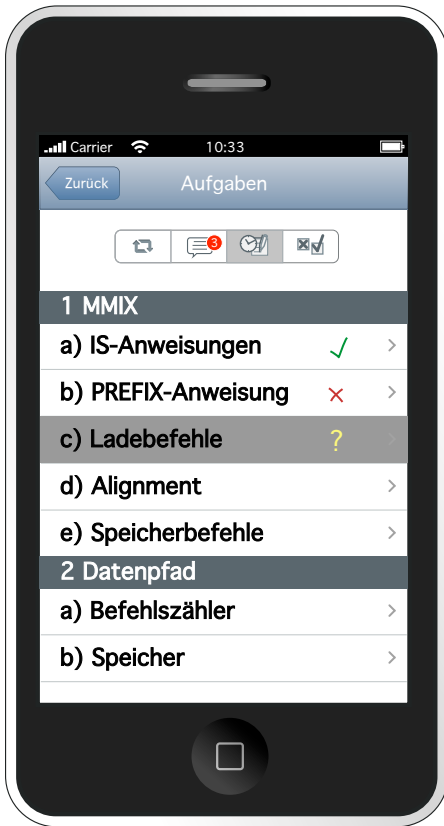 Carrier 10:33
Zurück Aufgaben
3
1 MMIX
a) IS-Anweisungen
b) PREFIX-Anweisung
c) Ladebefehle ?
d) Alignment
e) Speicherbefehle
2 Datenpfad
a) Befehlszähler
b) Speicher